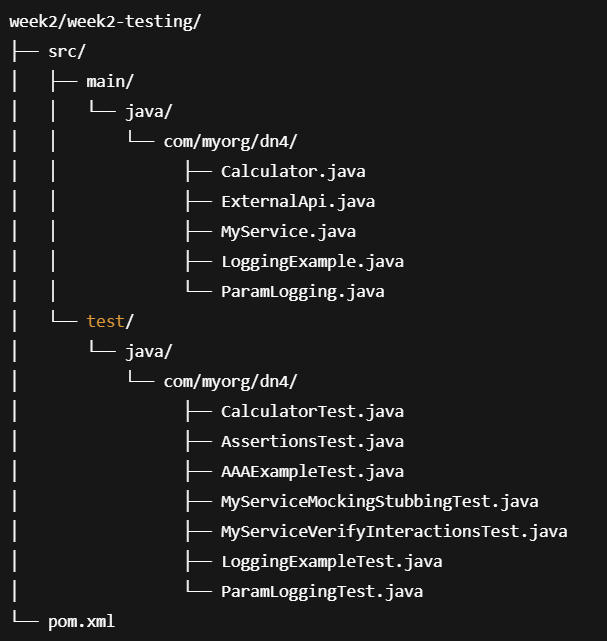 week2/week2-testing/
├── src/
│   ├── main/
│   │   └── java/
│   │       └── com/myorg/dn4/
│   │             ├── Calculator.java
│   │             ├── ExternalApi.java
│   │             ├── MyService.java
│   │             ├── LoggingExample.java
│   │             └── ParamLogging.java
│   └── test/
│       └── java/
│           └── com/myorg/dn4/
│                 ├── CalculatorTest.java
│                 ├── AssertionsTest.java
│                 ├── AAAExampleTest.java
│                 ├── MyServiceMockingStubbingTest.java
│                 ├── MyServiceVerifyInteractionsTest.java
│                 ├── LoggingExampleTest.java
│                 └── ParamLoggingTest.java
└── pom.xml